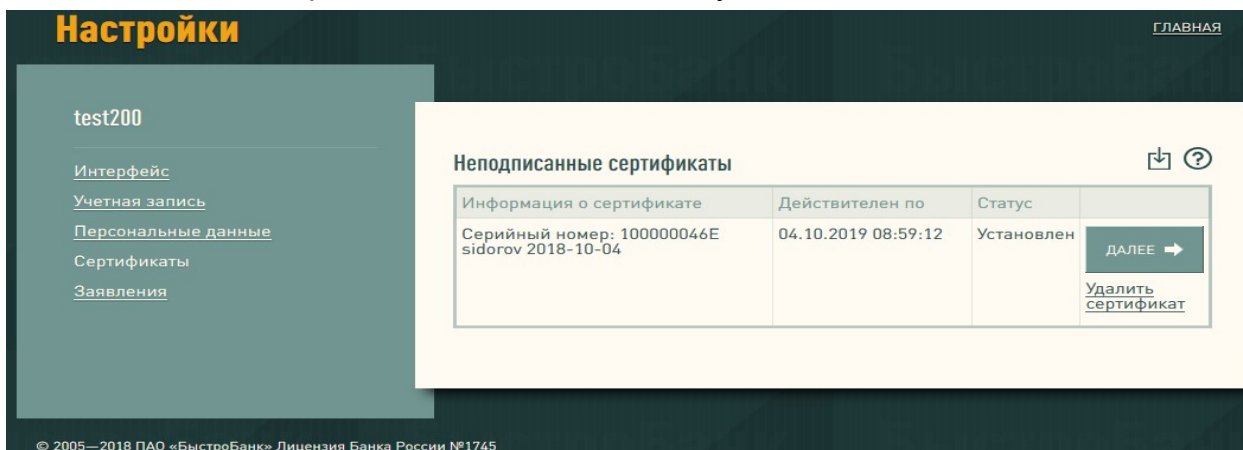 Настройки
ГЛАВНАЯ
test200
Интерфейс
Учетная запись
Персональные данные
Сертификаты
Заявления
Неподписанные сертификаты
Информация о сертификате Действителен по Статус
Серийный номер: 100000046E 04.10.2019 08:59:12 Установлен ДАЛЕЕ
sidorov 2018-10-04
Удалить
сертификат
© 2005—2018 ПАО «БыстроБанк» Лицензия Банка России №1745